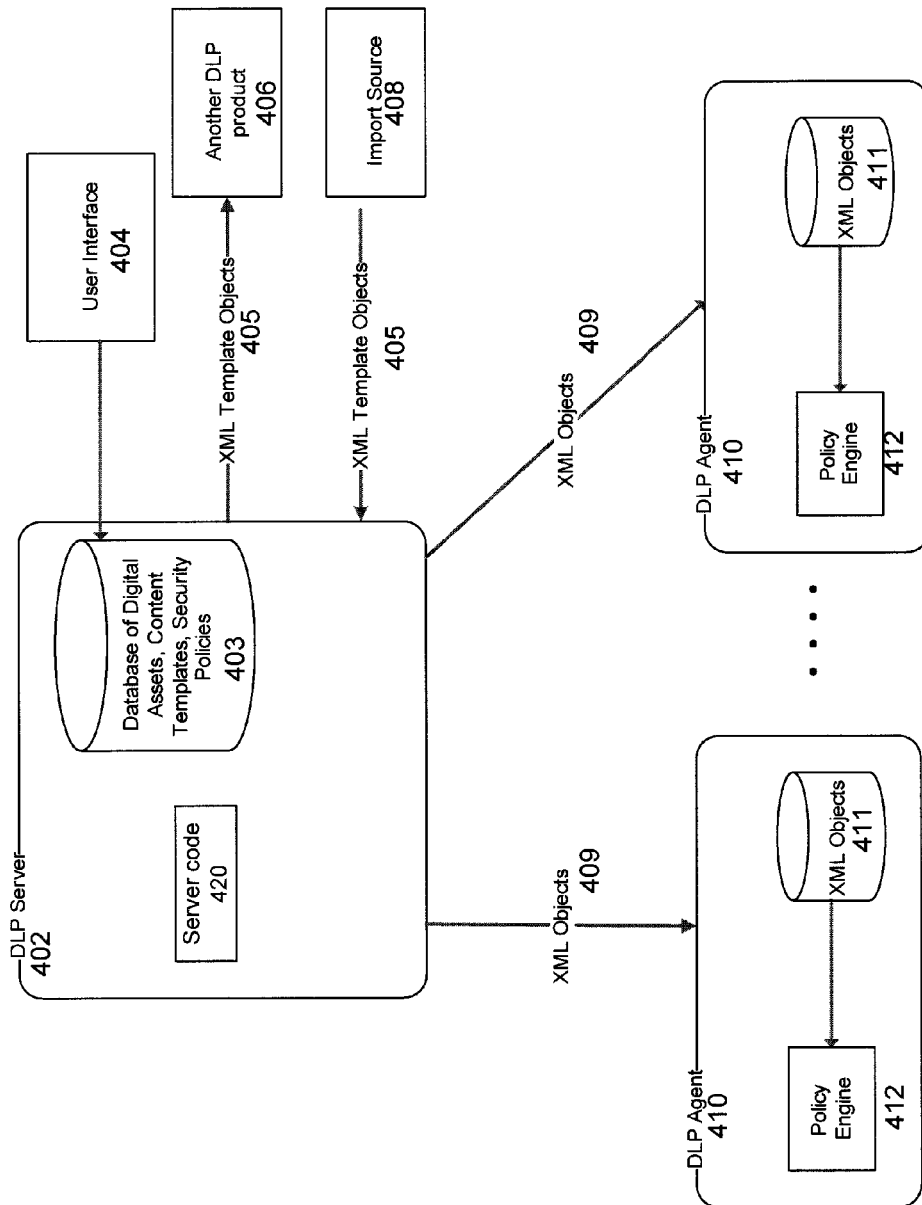 DLP Server
402
Server code
420
Database of Digital
Assets, Content
Templates, Security
Policies
403
User Interface
404
XML Template Objects
405
Another DLP
product
406
XML Template Objects
405
Import Source
408
XML Objects
409
XML Objects
409
DLP Agent
410
Policy
Engine
412
XML Objects
411
DLP Agent
410
Policy
Engine
412
XML Objects
411